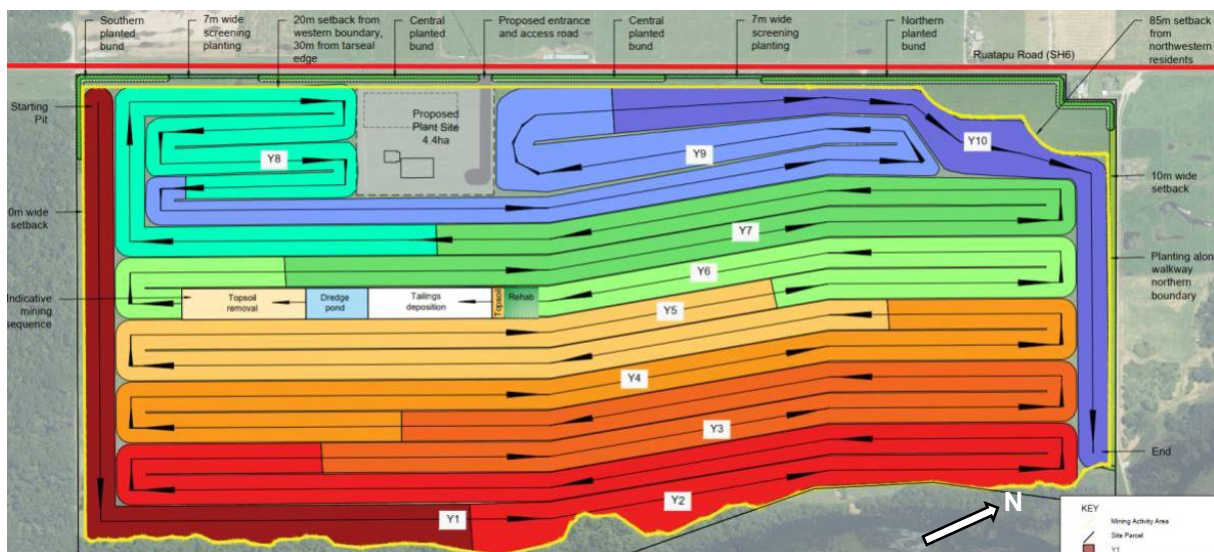 Southern
planted
bund
7m wide
screening
planting
20m setback from
western boundary,
30m from tarseal
edge
Central
planted
bund
Proposed entrance
and access road
Central
planted
bund
7m wide
screening
planting
Northern
planted
bund
Ruatapu Road (SH6)
85m setback
from
northwestern
residents
Starting
Pit
Proposed
Plant Site
4.4ha
Y8
Y9
Y10
0m wide
setback
10m wide
setback
Y7
Indicative
mining
sequence
Topsoil
removal
Dredge
pond
Tailings
deposition
Topsoil
Rehab
Y6
Planting along
walkway
northern
boundary
Y5
Y4
Y3
Y2
Y1
End
N
KEY
Mining Activity Area
Site Parcel
Y1